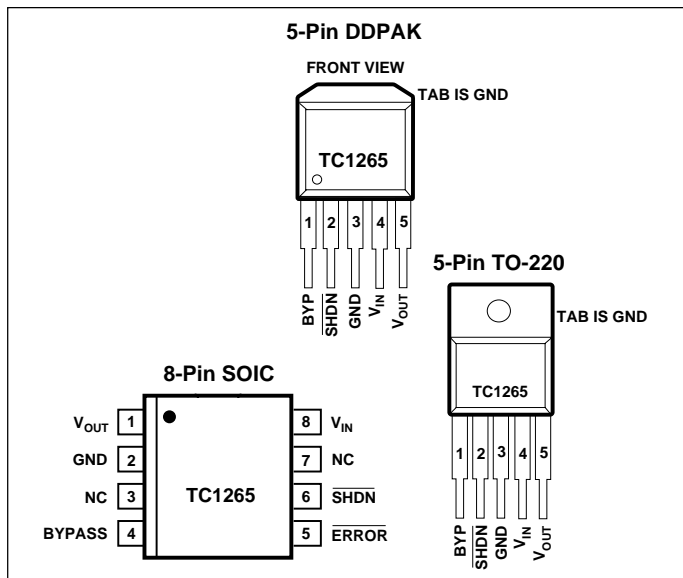 5-Pin DDPAK
FRONT VIEW
TAB IS GND
TC1265
1 2 3 4 5
BYP
SHDN
GND
VIN
VOUT
5-Pin TO-220
TAB IS GND
TC1265
1 2 3 4 5
BYP
SHDN
GND
VIN
VOUT
8-Pin SOIC
VOUT 1 8 VIN
GND 2 7 NC
NC 3 TC1265 6 SHDN
BYPASS 4 5 ERROR